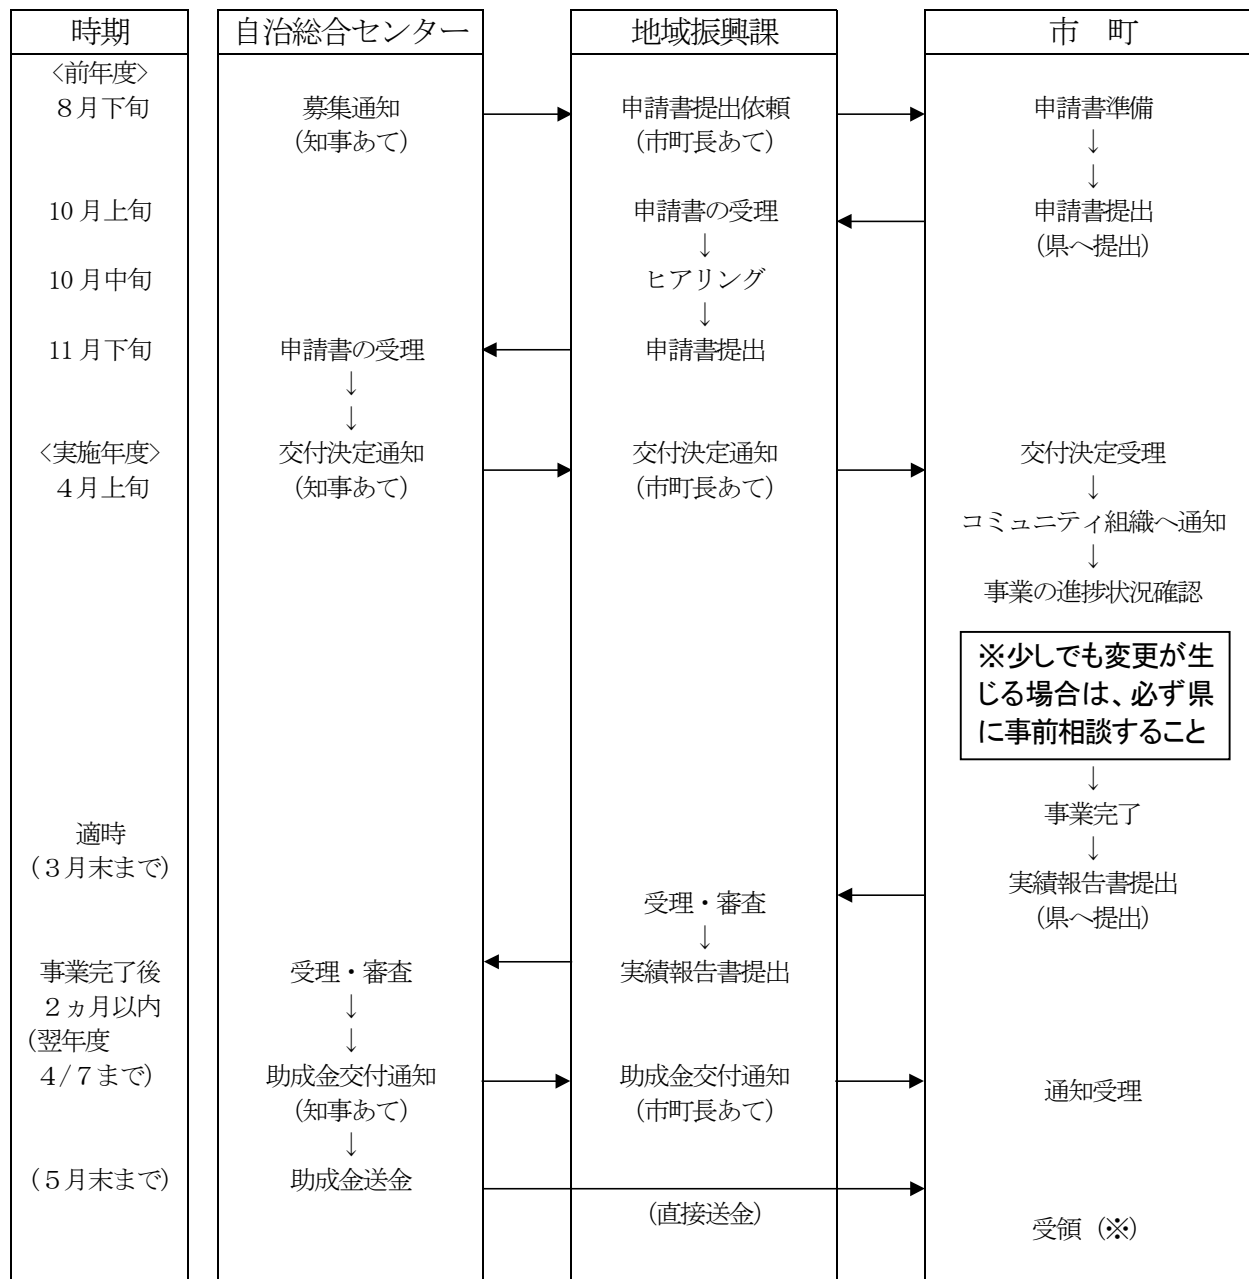 時期 自治総合センター 地域振興課 市 町
〈前年度〉
８月下旬 募集通知 申請書提出依頼 申請書準備
(知事あて) (市町長あて) ↓
↓
10月上旬 申請書の受理 申請書提出
↓ (県へ提出)
10月中旬 ヒアリング
↓
11月下旬 申請書の受理 申請書提出
↓
↓
〈実施年度〉 交付決定通知 交付決定通知 交付決定受理
４月上旬 (知事あて) (市町長あて) ↓
コミュニティ組織へ通知
↓
事業の進捗状況確認
※少しでも変更が生
じる場合は、必ず県
に事前相談すること
↓
事業完了
適時 ↓
(３月末まで) 実績報告書提出
受理・審査 (県へ提出)
↓
事業完了後 受理・審査 実績報告書提出
２ヵ月以内 ↓
(翌年度 ↓
４/７まで) 助成金交付通知 助成金交付通知 通知受理
(知事あて) (市町長あて)
↓
(５月末まで) 助成金送金
(直接送金) 受領（※）